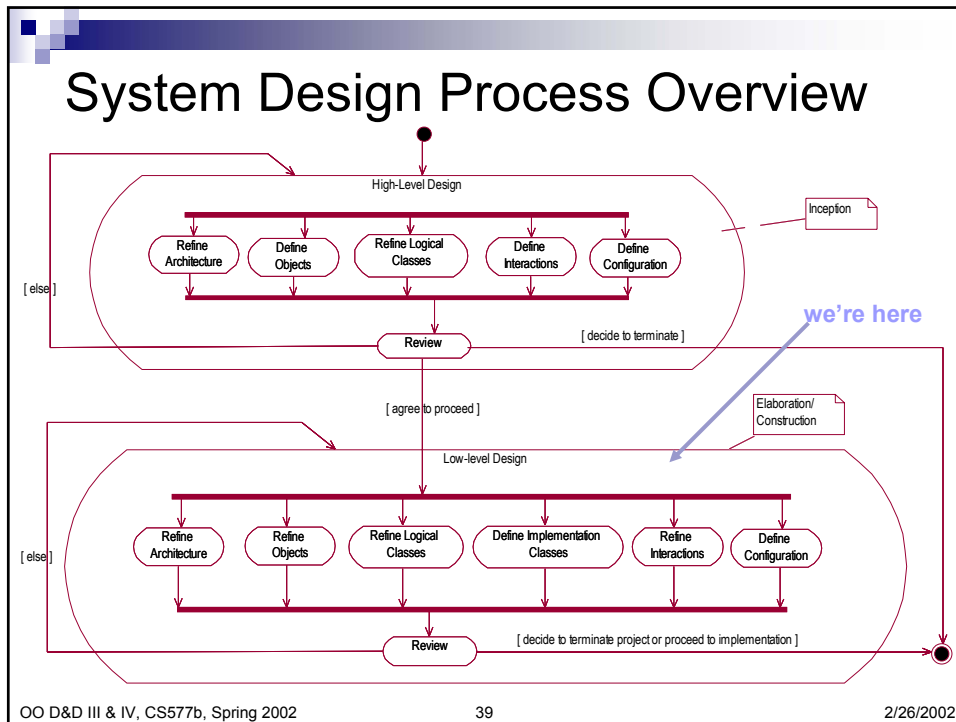 System Design Process Overview
High-Level Design
Inception
Refine
Architecture
Define
Objects
Refine Logical
Classes
Define
Interactions
Define
Configuration
[ else ]
we're here
Review
[ decide to terminate ]
[ agree to proceed ]
Elaboration/
Construction
Low-level Design
Refine
Architecture
Refine
Objects
Refine Logical
Classes
Define Implementation
Classes
Refine
Interactions
Define
Configuration
[ else ]
Review
[ decide to terminate project or proceed to implementation ]
OO D&D III & IV, CS577b, Spring 2002 39 2/26/2002